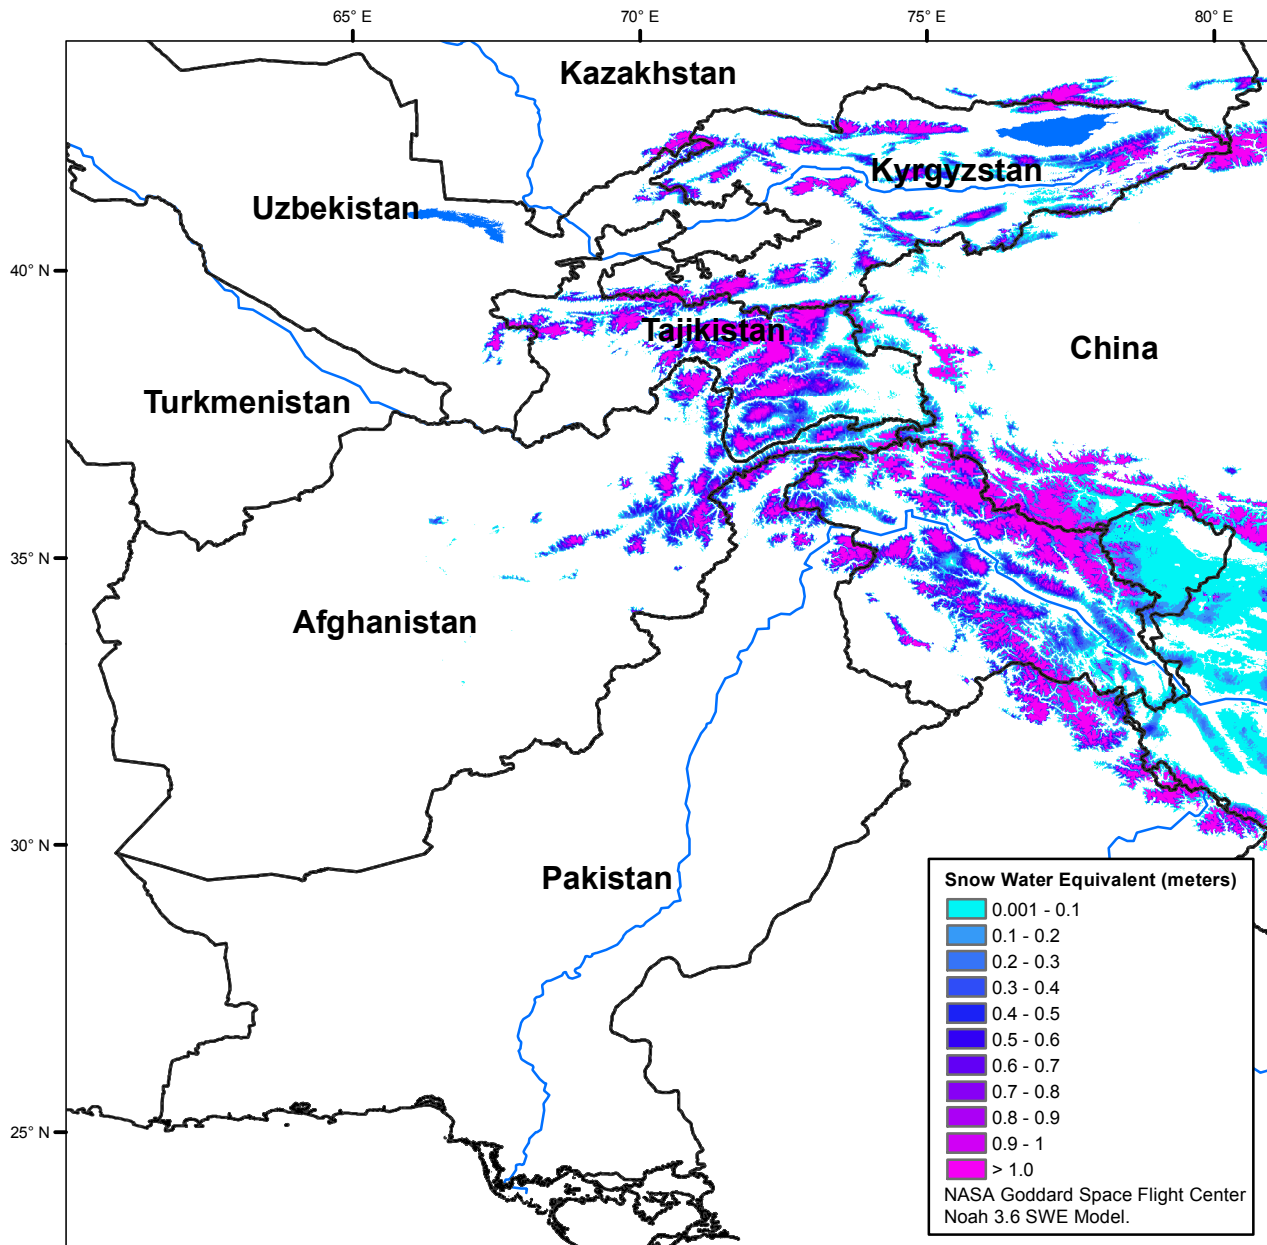 65° E 70° E 75° E 80° E
Kazakhstan
Kyrgyzstan
Uzbekistan
40° N
Tajikistan
China
Turkmenistan
35° N
Afghanistan
30° N
Pakistan
25° N
Snow Water Equivalent (meters)
0.001 - 0.1
0.1 - 0.2
0.2 - 0.3
0.3 - 0.4
0.4 - 0.5
0.5 - 0.6
0.6 - 0.7
0.7 - 0.8
0.8 - 0.9
0.9 - 1
> 1.0
NASA Goddard Space Flight Center
Noah 3.6 SWE Model.